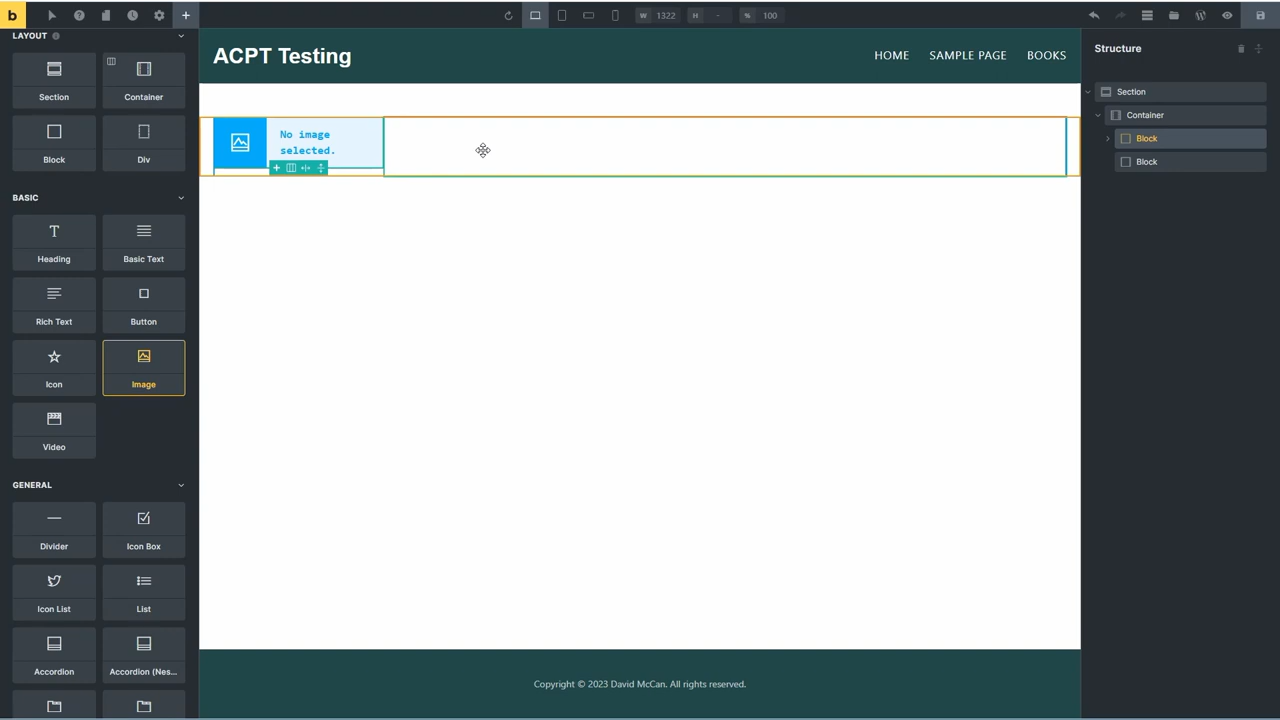 b
W 1322 H - % 100
LAYOUT
Section
Container
Block
Div
BASIC
T
Heading
Basic Text
Rich Text
Button
Icon
Image
Video
GENERAL
Divider
Icon Box
Icon List
List
Accordion
Accordion (Nes...
ACPT Testing
HOME
SAMPLE PAGE
BOOKS
No image
selected.
Copyright © 2023 David McCan. All rights reserved.
Structure
Section
Container
Block
Block